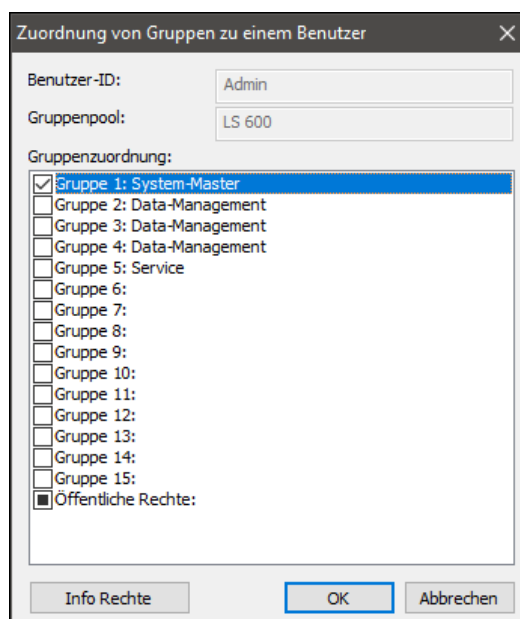 Zuordnung von Gruppen zu einem Benutzer
Benutzer-ID: Admin
Gruppenpool: LS 600
Gruppenzuordnung:
Gruppe 1: System-Master
Gruppe 2: Data-Management
Gruppe 3: Data-Management
Gruppe 4: Data-Management
Gruppe 5: Service
Gruppe 6:
Gruppe 7:
Gruppe 8:
Gruppe 9:
Gruppe 10:
Gruppe 11:
Gruppe 12:
Gruppe 13:
Gruppe 14:
Gruppe 15:
Öffentliche Rechte:
Info Rechte OK Abbrechen